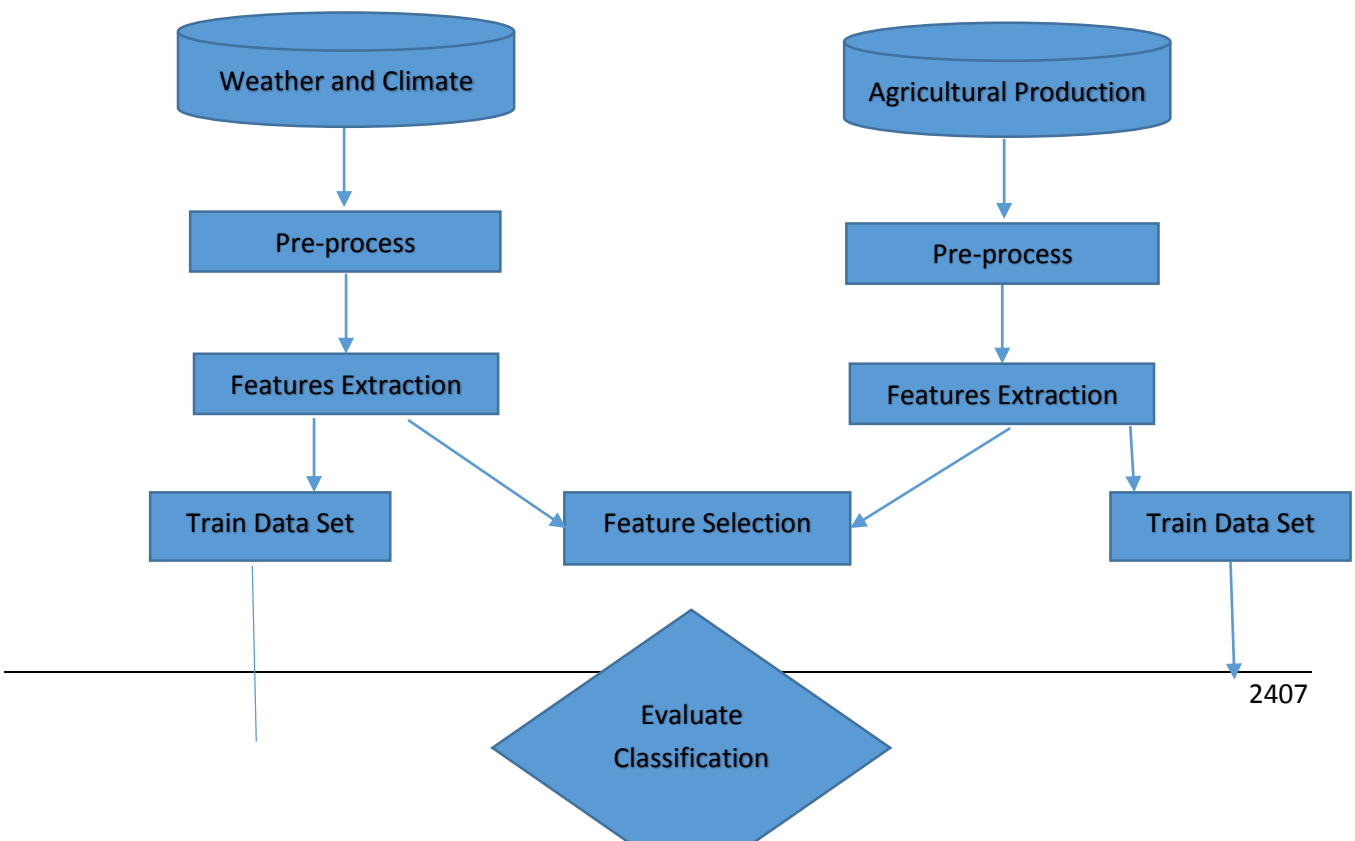 Weather and Climate
Agricultural Production
Pre-process
Pre-process
Features Extraction
Features Extraction
Train Data Set
Feature Selection
Train Data Set
2407
Evaluate
Classification